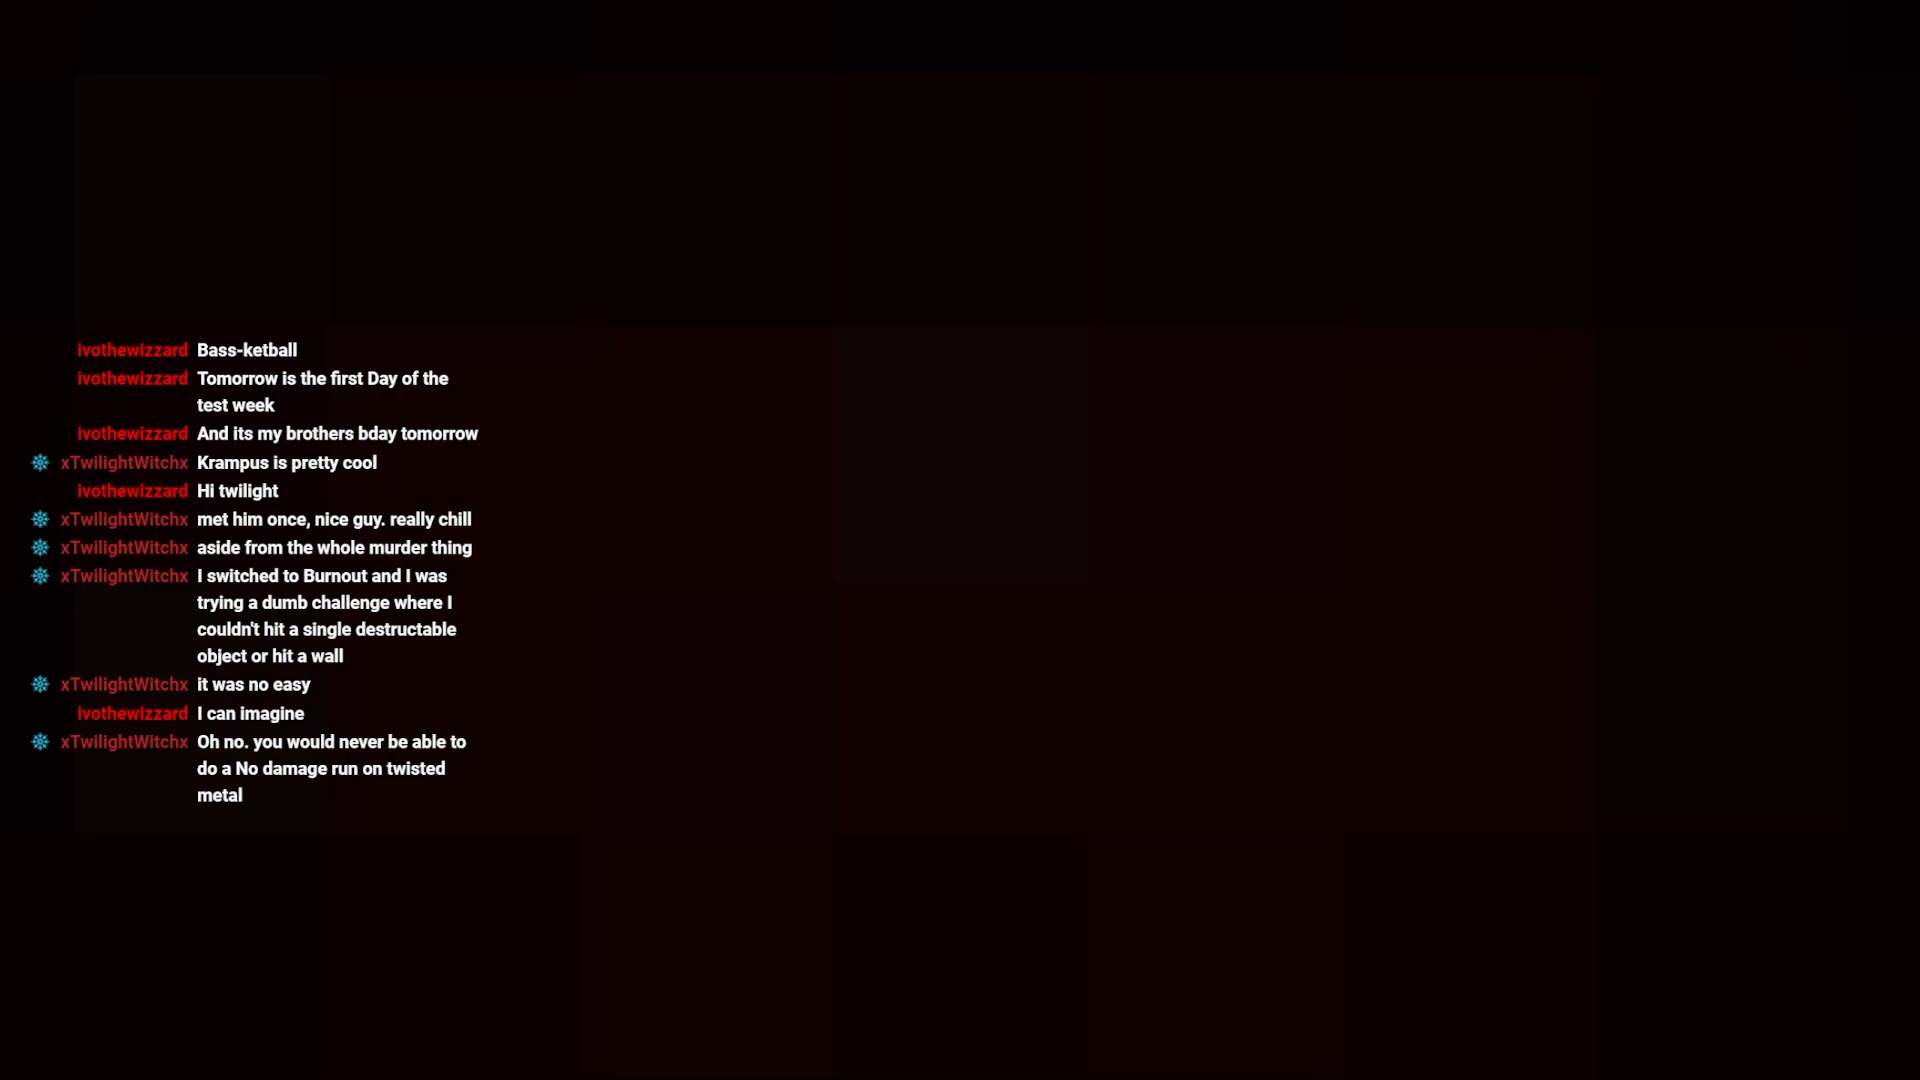 ivothewizzard Bass-ketball
ivothewizzard Tomorrow is the first Day of the
test week
ivothewizzard And its my brothers bday tomorrow
xTwilightWitchx Krampus is pretty cool
ivothewizzard Hi twilight
xTwilightWitchx met him once, nice guy. really chill
xTwilightWitchx aside from the whole murder thing
xTwilightWitchx I switched to Burnout and I was
trying a dumb challenge where I
couldn't hit a single destructable
object or hit a wall
xTwilightWitchx it was no easy
ivothewizzard I can imagine
xTwilightWitchx Oh no. you would never be able to
do a No damage run on twisted
metal